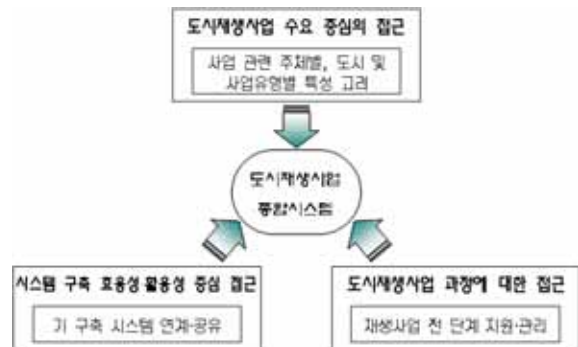 도시재생사업 수요 중심의 접근
사업 관련 주체별, 도시 및
사업유형별 특성 고려
도시재생사업
종합시스템
시스템 구축 효용성·활용성 중심 접근
기 구축 시스템 연계·공유
도시재생사업 과정에 대한 접근
재생사업 전 단계 지원·관리